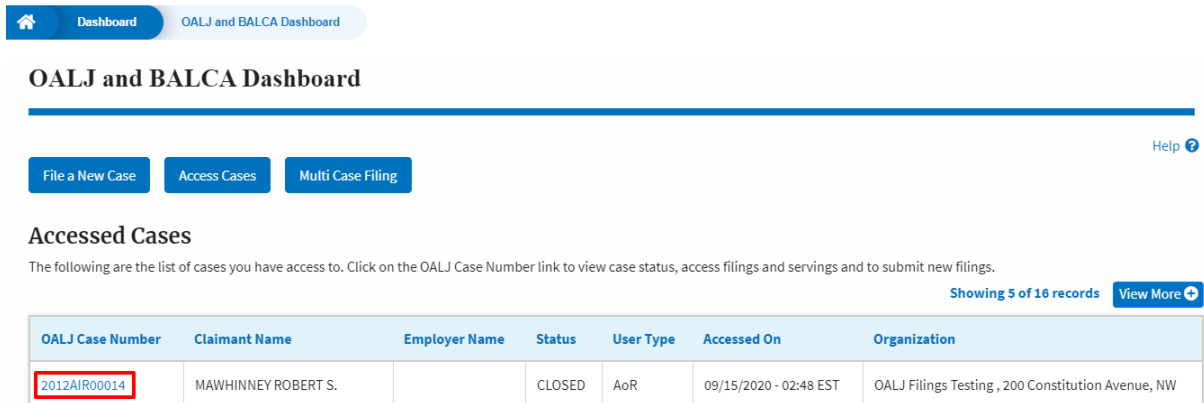 Dashboard OALJ and BALCA Dashboard
OALJ and BALCA Dashboard
Help
File a New Case Access Cases Multi Case Filing
Accessed Cases
The following are the list of cases you have access to. Click on the OALJ Case Number link to view case status, access filings and servings and to submit new filings.
Showing 5 of 16 records View More
OALJ Case Number Claimant Name Employer Name Status User Type Accessed On Organization
2012AIR00014 MAWHINNEY ROBERT S. CLOSED AoR 09/15/2020 - 02:48 EST OALJ Filings Testing , 200 Constitution Avenue, NW